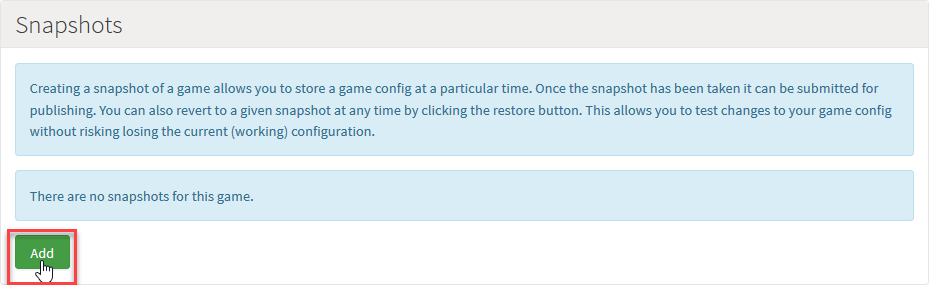 Snapshots
Creating a snapshot of a game allows you to store a game config at a particular time. Once the snapshot has been taken it can be submitted for
publishing. You can also revert to a given snapshot at any time by clicking the restore button. This allows you to test changes to your game config
without risking losing the current (working) configuration.
There are no snapshots for this game.
Add